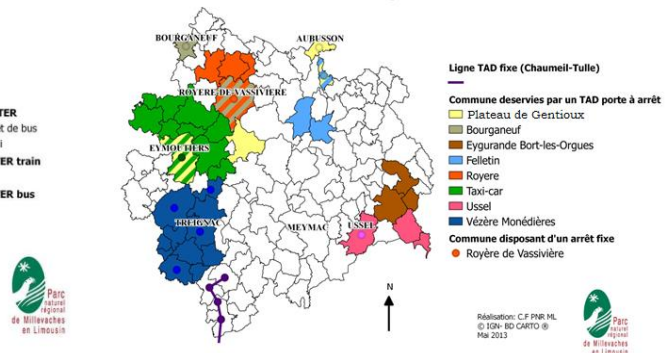 BOURGANEUF
AUBUSSON
ROYERE-DE-VASSIVIÈRE
EYMOUTIERS
TREIGNAC
MEYMAC
USSEL
TER
t de bus
i
ER train
ER bus
Ligne TAD fixe (Chaumeil-Tulle)
Commune deservies par un TAD porte à arrêt
Plateau de Gentioux
Bourganeuf
Eygurande Bort-les-Orgues
Felletin
Royere
Taxi-car
Ussel
Vézère Monédières
Commune disposant d'un arrêt fixe
Royère de Vassivière
N
Réalisation: C.F PNR ML
© IGN- BD CARTO ®
Mai 2013
Parc
naturel
régional
de Millevaches
en Limousin
Parc
naturel
régional
de Millevaches
en Limousin